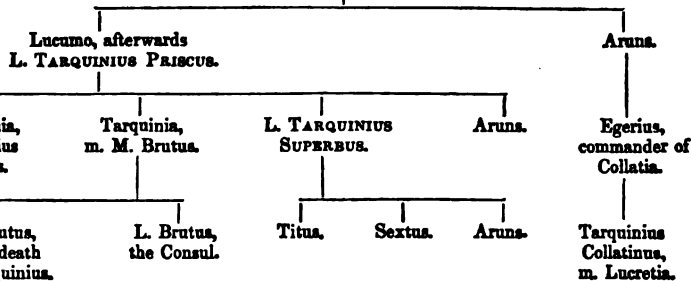 Lucumo, afterwards
L. TARQUINIUS PRISCUS.
Aruns.
Tarquinia,
m. M. Brutus.
L. TARQUINIUS
SUPERBUS.
Aruns.
Egerius,
commander of
Collatia.
L. Brutus,
the Consul.
Titus.
Sextus.
Aruns.
death
Tarquinius
Collatinus,
m. Lucretia.